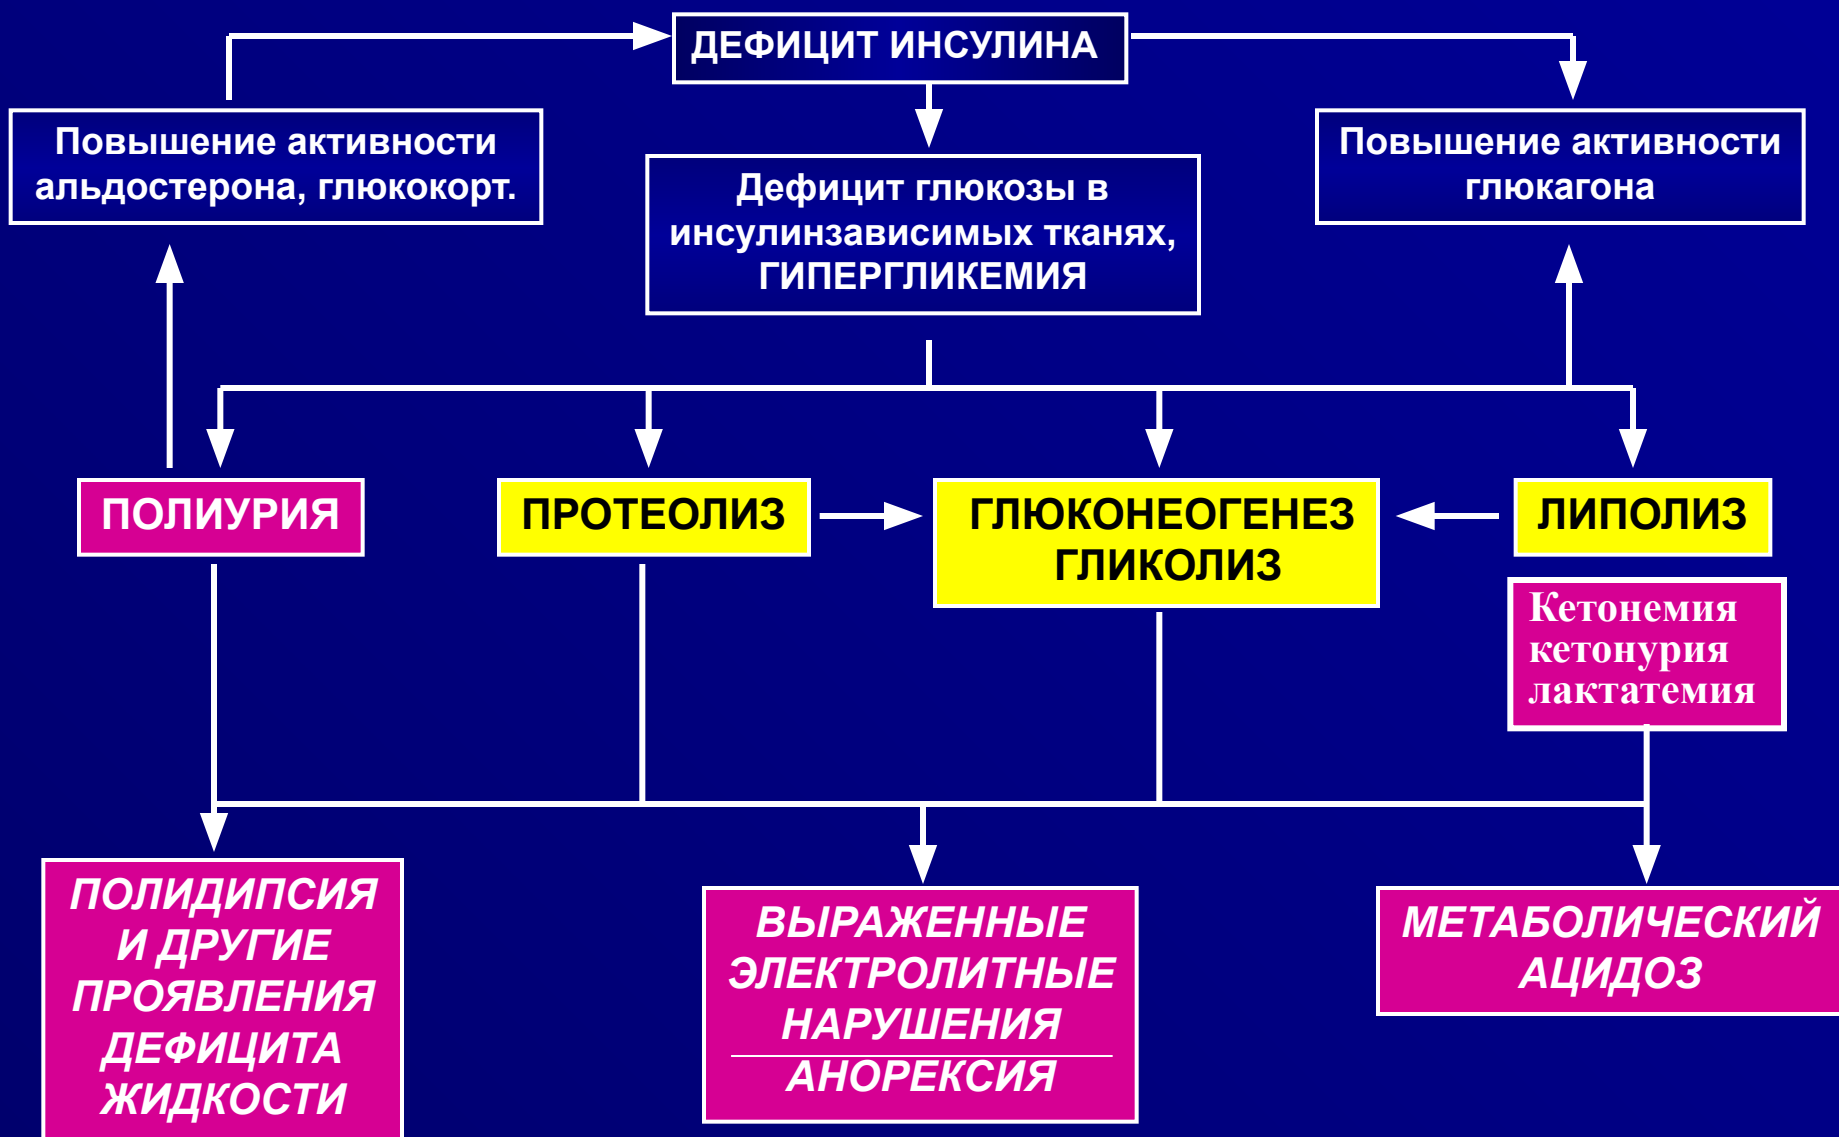 ДЕФИЦИТ ИНСУЛИНА
Повышение активности
альдостерона, глюкокорт.
Дефицит глюкозы в
инсулинзависимых тканях,
ГИПЕРГЛИКЕМИЯ
Повышение активности
глюкагона
ПОЛИУРИЯ
ПРОТЕОЛИЗ
ГЛЮКОНЕОГЕНЕЗ
ГЛИКОЛИЗ
ЛИПОЛИЗ
Кетонемия
кетонурия
лактатемия
ПОЛИДИПСИЯ
И ДРУГИЕ
ПРОЯВЛЕНИЯ
ДЕФИЦИТА
ЖИДКОСТИ
ВЫРАЖЕННЫЕ
ЭЛЕКТРОЛИТНЫЕ
НАРУШЕНИЯ
АНОРЕКСИЯ
МЕТАБОЛИЧЕСКИЙ
АЦИДОЗ